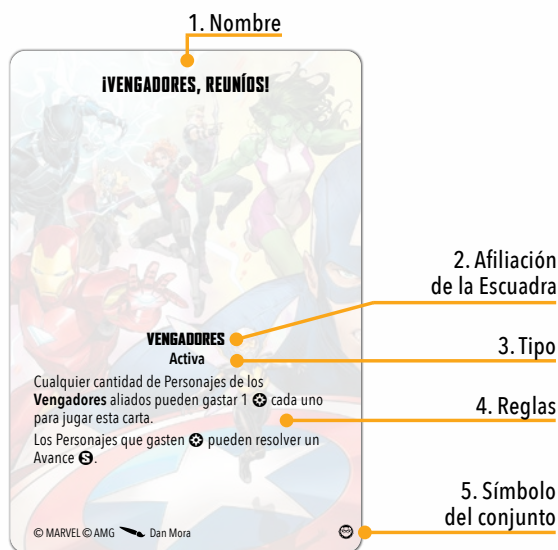 1. Nombre
¡VENGADORES, REUNÍOS!
2. Afiliación
de la Escuadra
VENGADORES
3. Tipo
Activa
Cualquier cantidad de Personajes de los
Vengadores aliados pueden gastar 1 cada uno
para jugar esta carta.
4. Reglas
Los Personajes que gasten pueden resolver un
Avance S.
5. Símbolo
del conjunto
© MARVEL © AMG Dan Mora